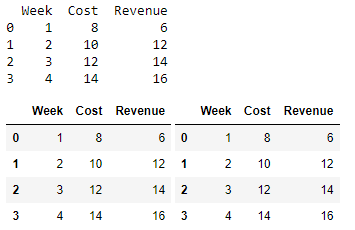 Week Cost Revenue
0 1 8 6
1 2 10 12
2 3 12 14
3 4 14 16
Week Cost Revenue Week Cost Revenue
0 1 8 6 0 1 8 6
1 2 10 12 1 2 10 12
2 3 12 14 2 3 12 14
3 4 14 16 3 4 14 16